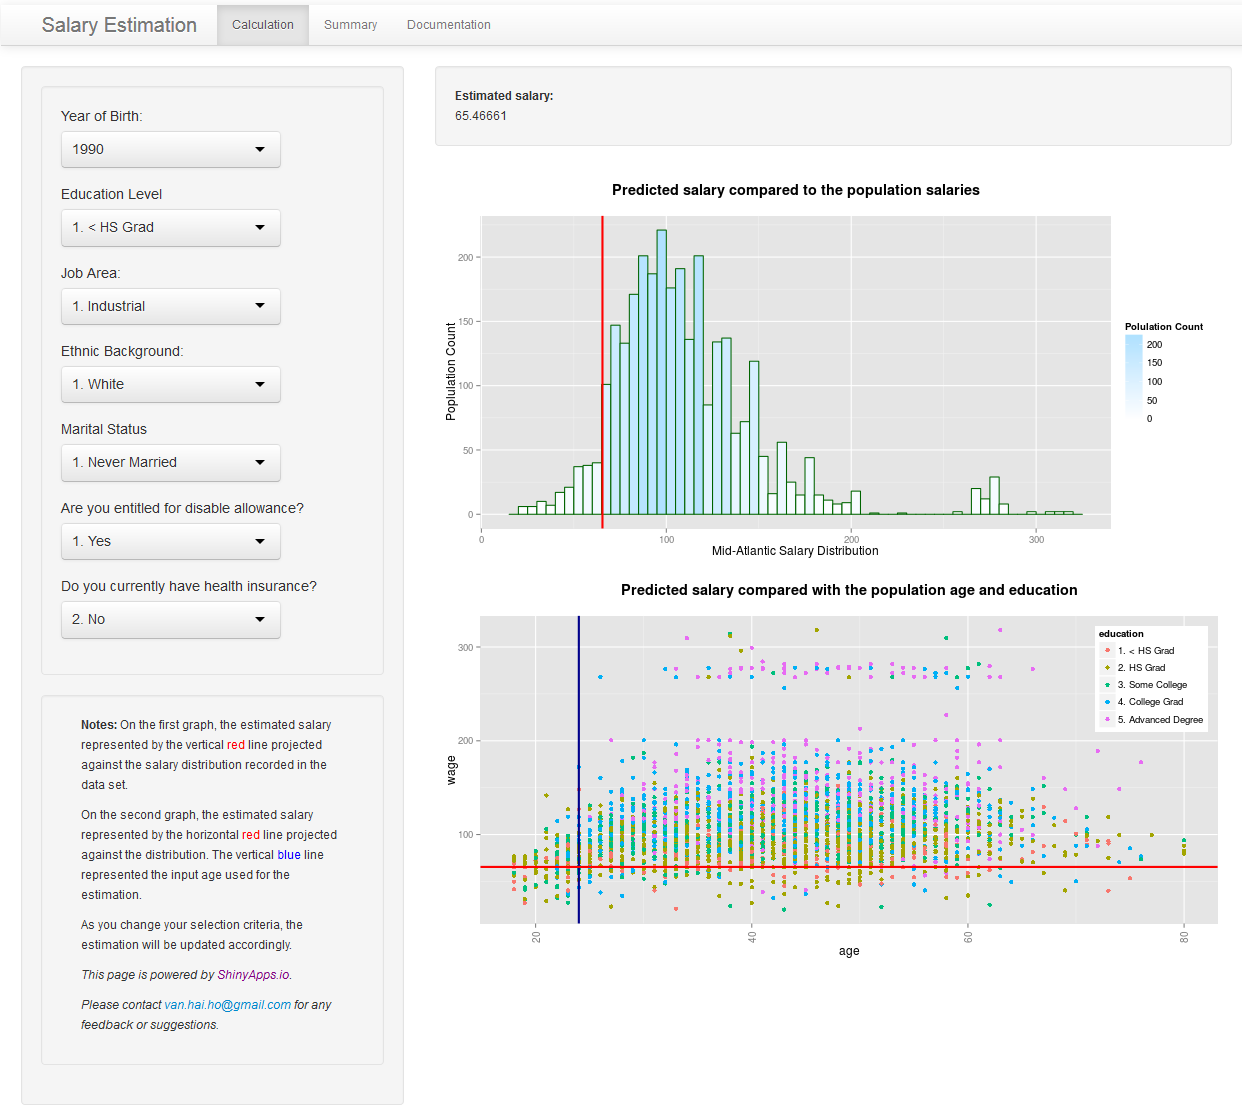 Salary Estimation
Calculation
Summary
Documentation
Year of Birth:
1990
Education Level
1. < HS Grad
Job Area:
1. Industrial
Ethnic Background:
1. White
Marital Status
1. Never Married
Are you entitled for disable allowance?
1. Yes
Do you currently have health insurance?
2. No
Notes: On the first graph, the estimated salary
represented by the vertical red line projected
against the salary distribution recorded in the
data set.
On the second graph, the estimated salary
represented by the horizontal red line projected
against the distribution. The vertical blue line
represented the input age used for the
estimation.
As you change your selection criteria, the
estimation will be updated accordingly.
This page is powered by ShinyApps.io.
Please contact van.hai.ho@gmail.com for any
feedback or suggestions.
Estimated salary:
65.46661
Predicted salary compared to the population salaries
Poplulation Count
200
150
100
50
0
0
100
200
300
Mid-Atlantic Salary Distribution
Polulation Count
200
150
100
50
0
Predicted salary compared with the population age and education
wage
300
200
100
20
40
60
80
age
education
1. < HS Grad
2. HS Grad
3. Some College
4. College Grad
5. Advanced Degree